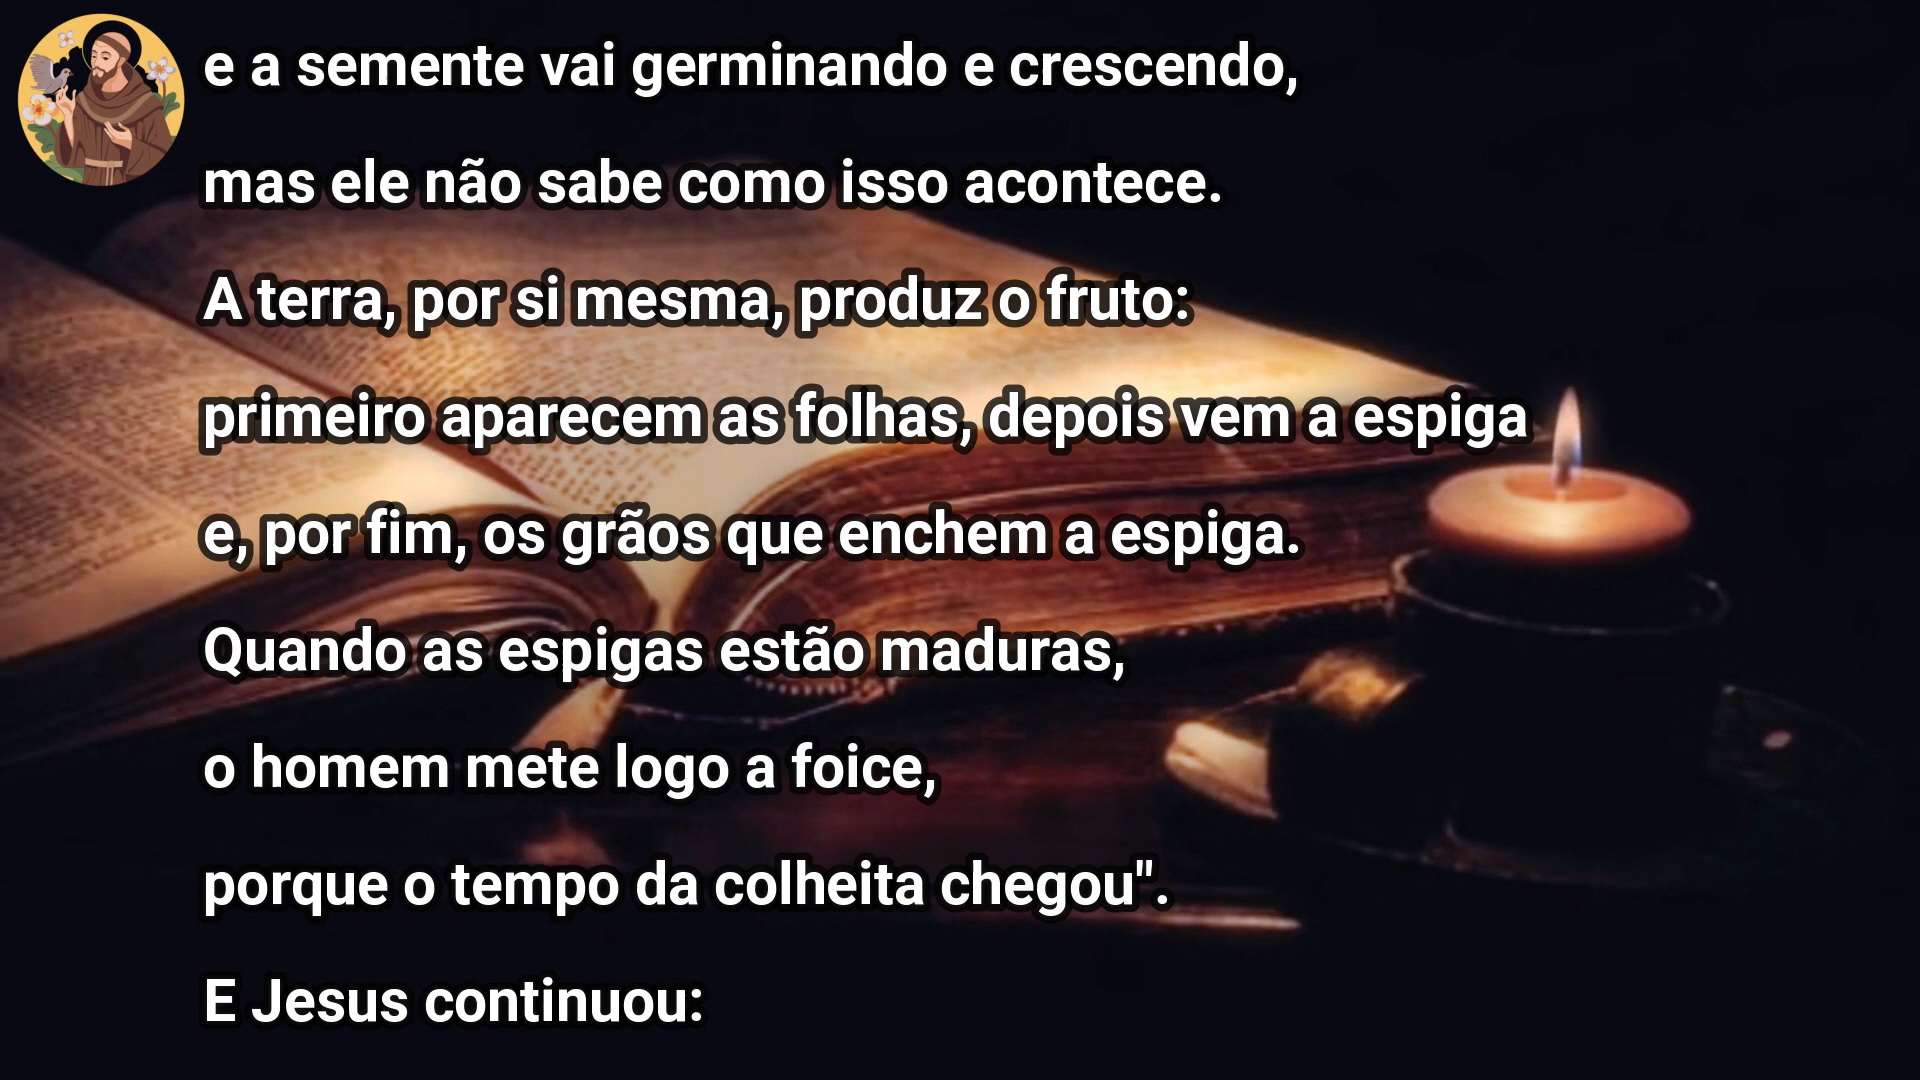 e a semente vai germinando e crescendo,
mas ele não sabe como isso acontece.
A terra, por si mesma, produz o fruto:
primeiro aparecem as folhas, depois vem a espiga
e, por fim, os grãos que enchem a espiga.
Quando as espigas estão maduras,
o homem mete logo a foice,
porque o tempo da colheita chegou".
E Jesus continuou: